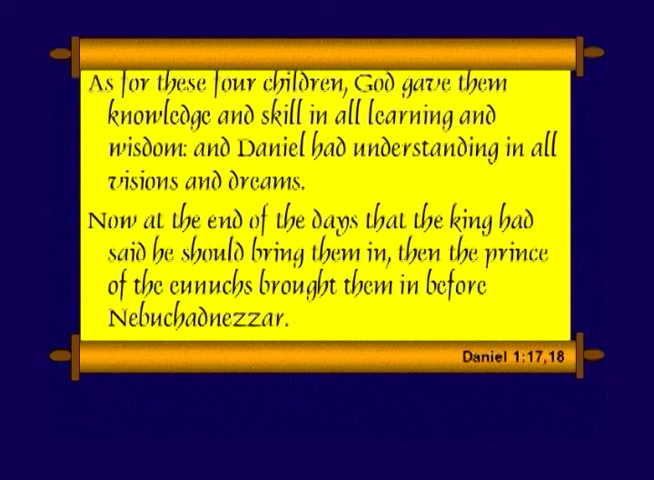 As for these four children, God gave them
knowledge and skill in all learning and
wisdom: and Daniel had understanding in all
visions and dreams.
Now at the end of the days that the king had
said he should bring them in, then the prince
of the eunuchs brought them in before
Nebuchadnezzar.
Daniel 1:17,18